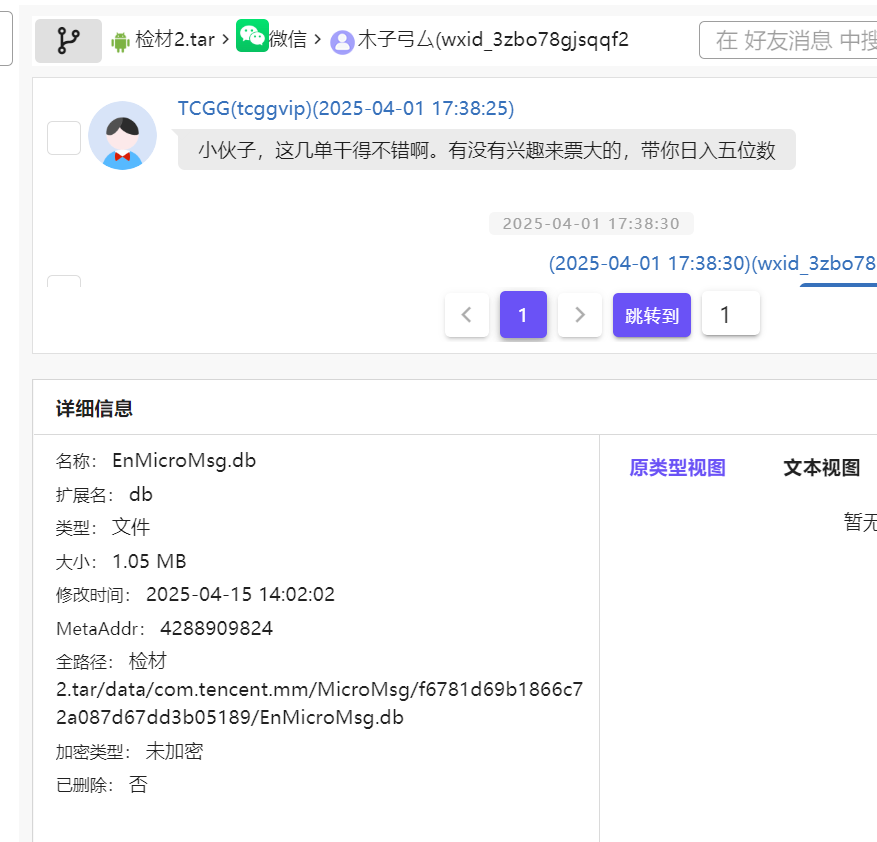 检材2.tar > 微信 > 木子弓厶(wxid_3zbo78gjsqqf2
在 好友消息 中搜
TCGG(tcggvip)(2025-04-01 17:38:25)
小伙子，这几单干得不错啊。有没有兴趣来票大的，带你日入五位数
2025-04-01 17:38:30
(2025-04-01 17:38:30)(wxid_3zbo78
< 1 > 跳转到 1
详细信息
名称： EnMicroMsg.db
扩展名： db
类型： 文件
大小： 1.05 MB
修改时间： 2025-04-15 14:02:02
MetaAddr： 4288909824
全路径： 检材
2.tar/data/com.tencent.mm/MicroMsg/f6781d69b1866c7
2a087d67dd3b05189/EnMicroMsg.db
加密类型： 未加密
已删除： 否
原类型视图 文本视图
暂无